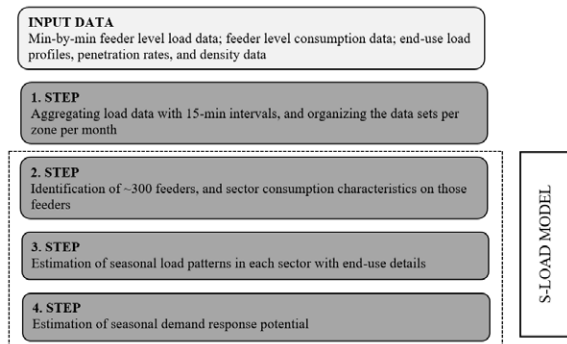 INPUT DATA
Min-by-min feeder level load data; feeder level consumption data; end-use load
profiles, penetration rates, and density data
1. STEP
Aggregating load data with 15-min intervals, and organizing the data sets per
zone per month
2. STEP
Identification of ~300 feeders, and sector consumption characteristics on those
feeders
3. STEP
Estimation of seasonal load patterns in each sector with end-use details
4. STEP
Estimation of seasonal demand response potential
S-LOAD MODEL